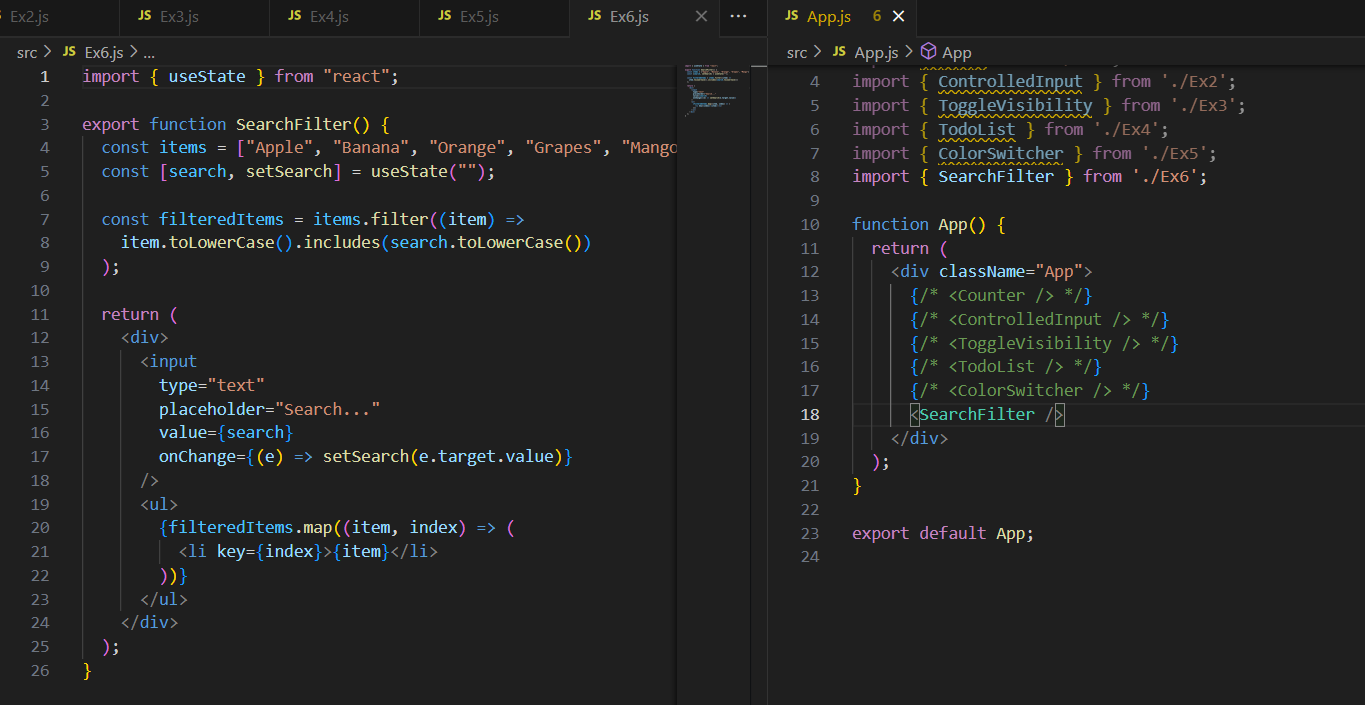 Ex2.js
JS Ex3.js
JS Ex4.js
JS Ex5.js
JS Ex6.js
src > JS Ex6.js > ...
1 import { useState } from "react";
2
3 export function SearchFilter() {
4 const items = ["Apple", "Banana", "Orange", "Grapes", "Mango
5 const [search, setSearch] = useState("");
6
7 const filteredItems = items.filter((item) =>
8 item.toLowerCase().includes(search.toLowerCase())
9 );
10
11 return (
12 <div>
13 <input
14 type="text"
15 placeholder="Search..."
16 value={search}
17 onChange={(e) => setSearch(e.target.value)}
18 />
19 <ul>
20 {filteredItems.map((item, index) => (
21 <li key={index}>{item}</li>
22 ))}
23 </ul>
24 </div>
25 );
26 }
JS App.js 6
src > JS App.js > App
4 import { ControlledInput } from './Ex2';
5 import { ToggleVisibility } from './Ex3';
6 import { TodoList } from './Ex4';
7 import { ColorSwitcher } from './Ex5';
8 import { SearchFilter } from './Ex6';
9
10 function App() {
11 return (
12 <div className="App">
13 {/* <Counter /> */}
14 {/* <ControlledInput /> */}
15 {/* <ToggleVisibility /> */}
16 {/* <TodoList /> */}
17 {/* <ColorSwitcher /> */}
18 <SearchFilter />
19 </div>
20 );
21 }
22
23 export default App;
24